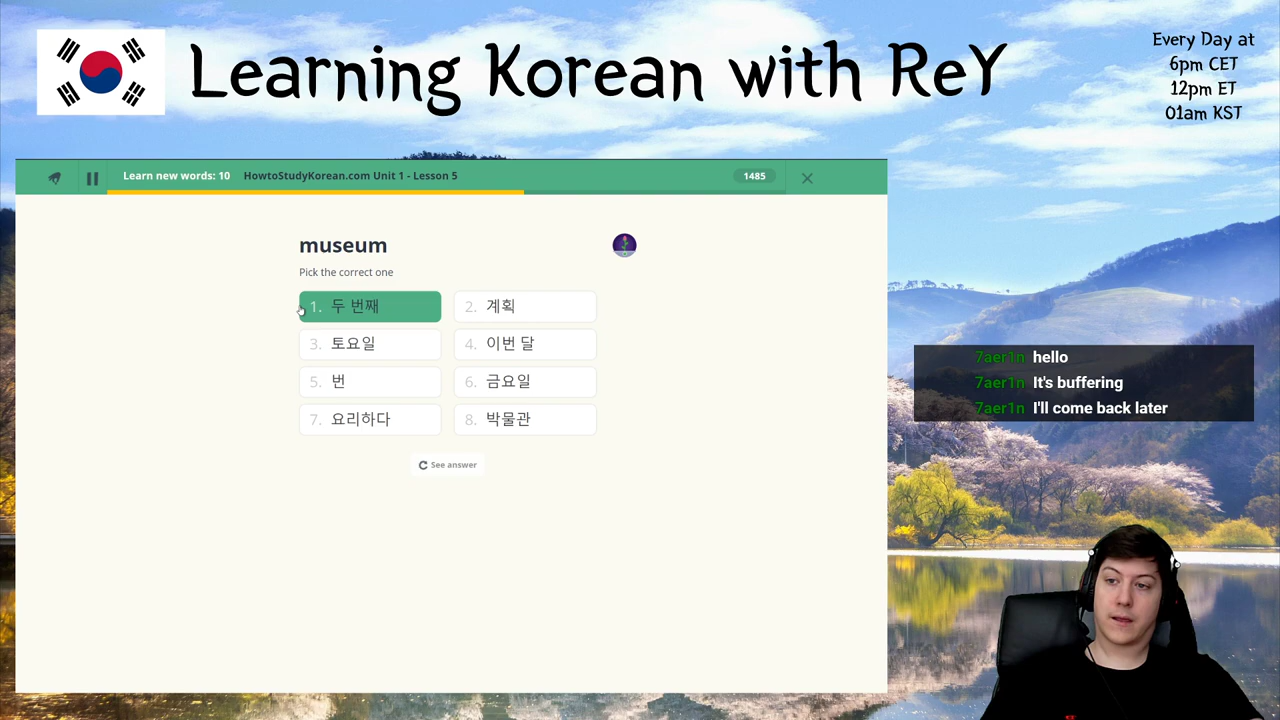 Learning Korean with ReY
Every Day at
6pm CET
12pm ET
01am KST
Learn new words: 10 HowtoStudyKorean.com Unit 1 - Lesson 5 1485
museum
Pick the correct one
1. 두 번째 2. 계획
3. 토요일 4. 이번 달
5. 번 6. 금요일
7. 요리하다 8. 박물관
See answer
7aer1n hello
7aer1n It's buffering
7aer1n I'll come back later